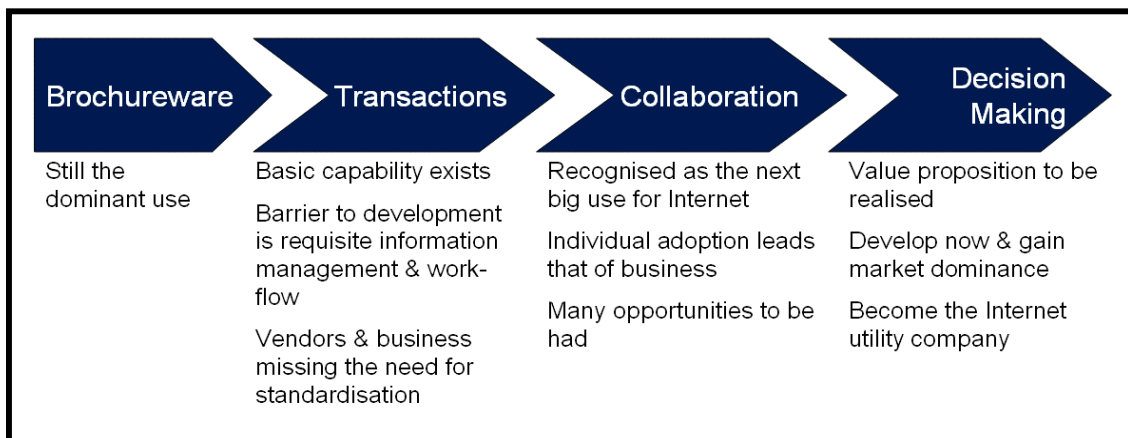 Brochureware
Still the
dominant use
Transactions
Basic capability exists
Barrier to development
is requisite information
management & work-
flow
Vendors & business
missing the need for
standardisation
Collaboration
Recognised as the next
big use for Internet
Individual adoption leads
that of business
Many opportunities to be
had
Decision
Making
Value proposition to be
realised
Develop now & gain
market dominance
Become the Internet
utility company